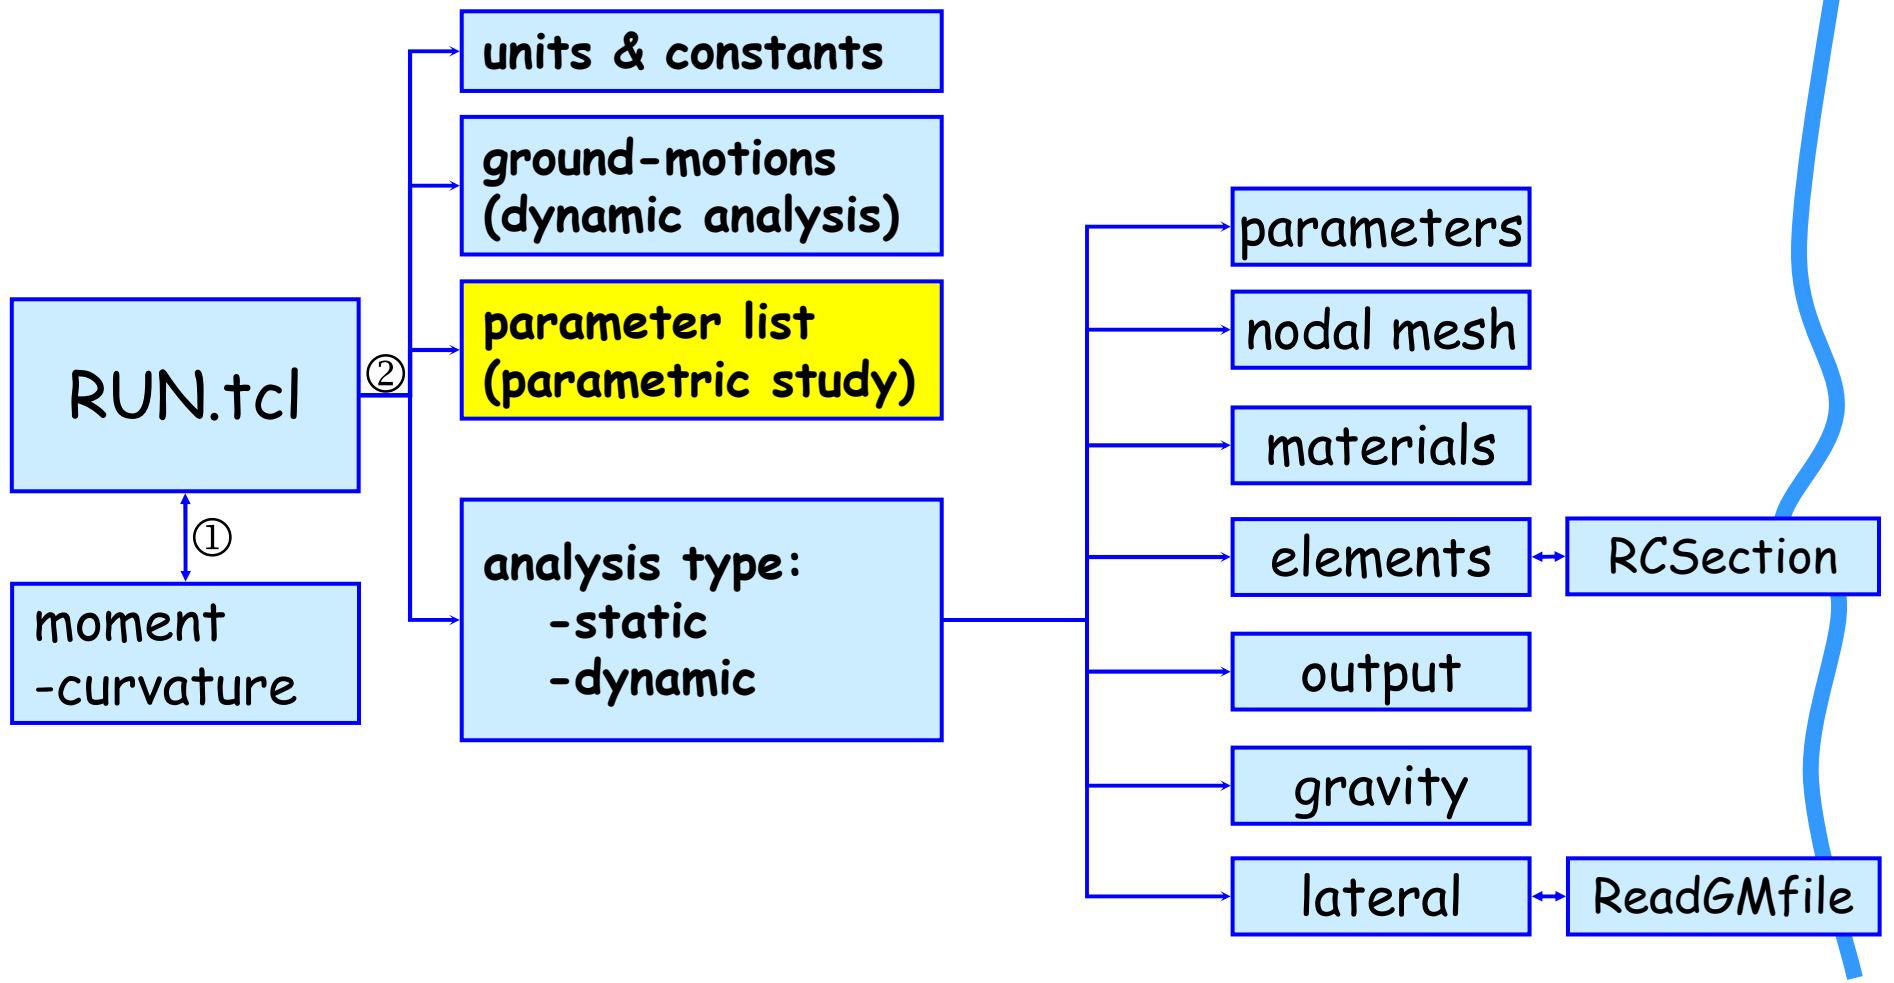 units & constants
ground-motions
(dynamic analysis)
parameter list
(parametric study)
RUN.tcl
②
①
moment
-curvature
analysis type:
-static
-dynamic
parameters
nodal mesh
materials
elements
RCSection
output
gravity
lateral
ReadGMfile